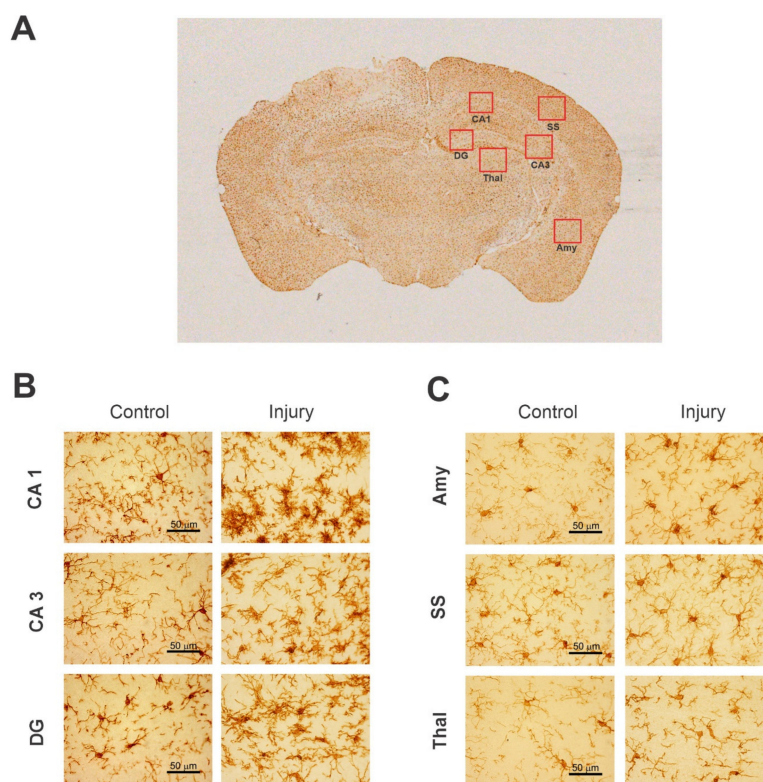 A
CA1
SS
DG
CA3
Thal
Amy
B
Control
Injury
CA 1
50 µm
CA 3
50 µm
DG
50 µm
C
Control
Injury
Amy
50 µm
SS
50 µm
Thal
50 µm